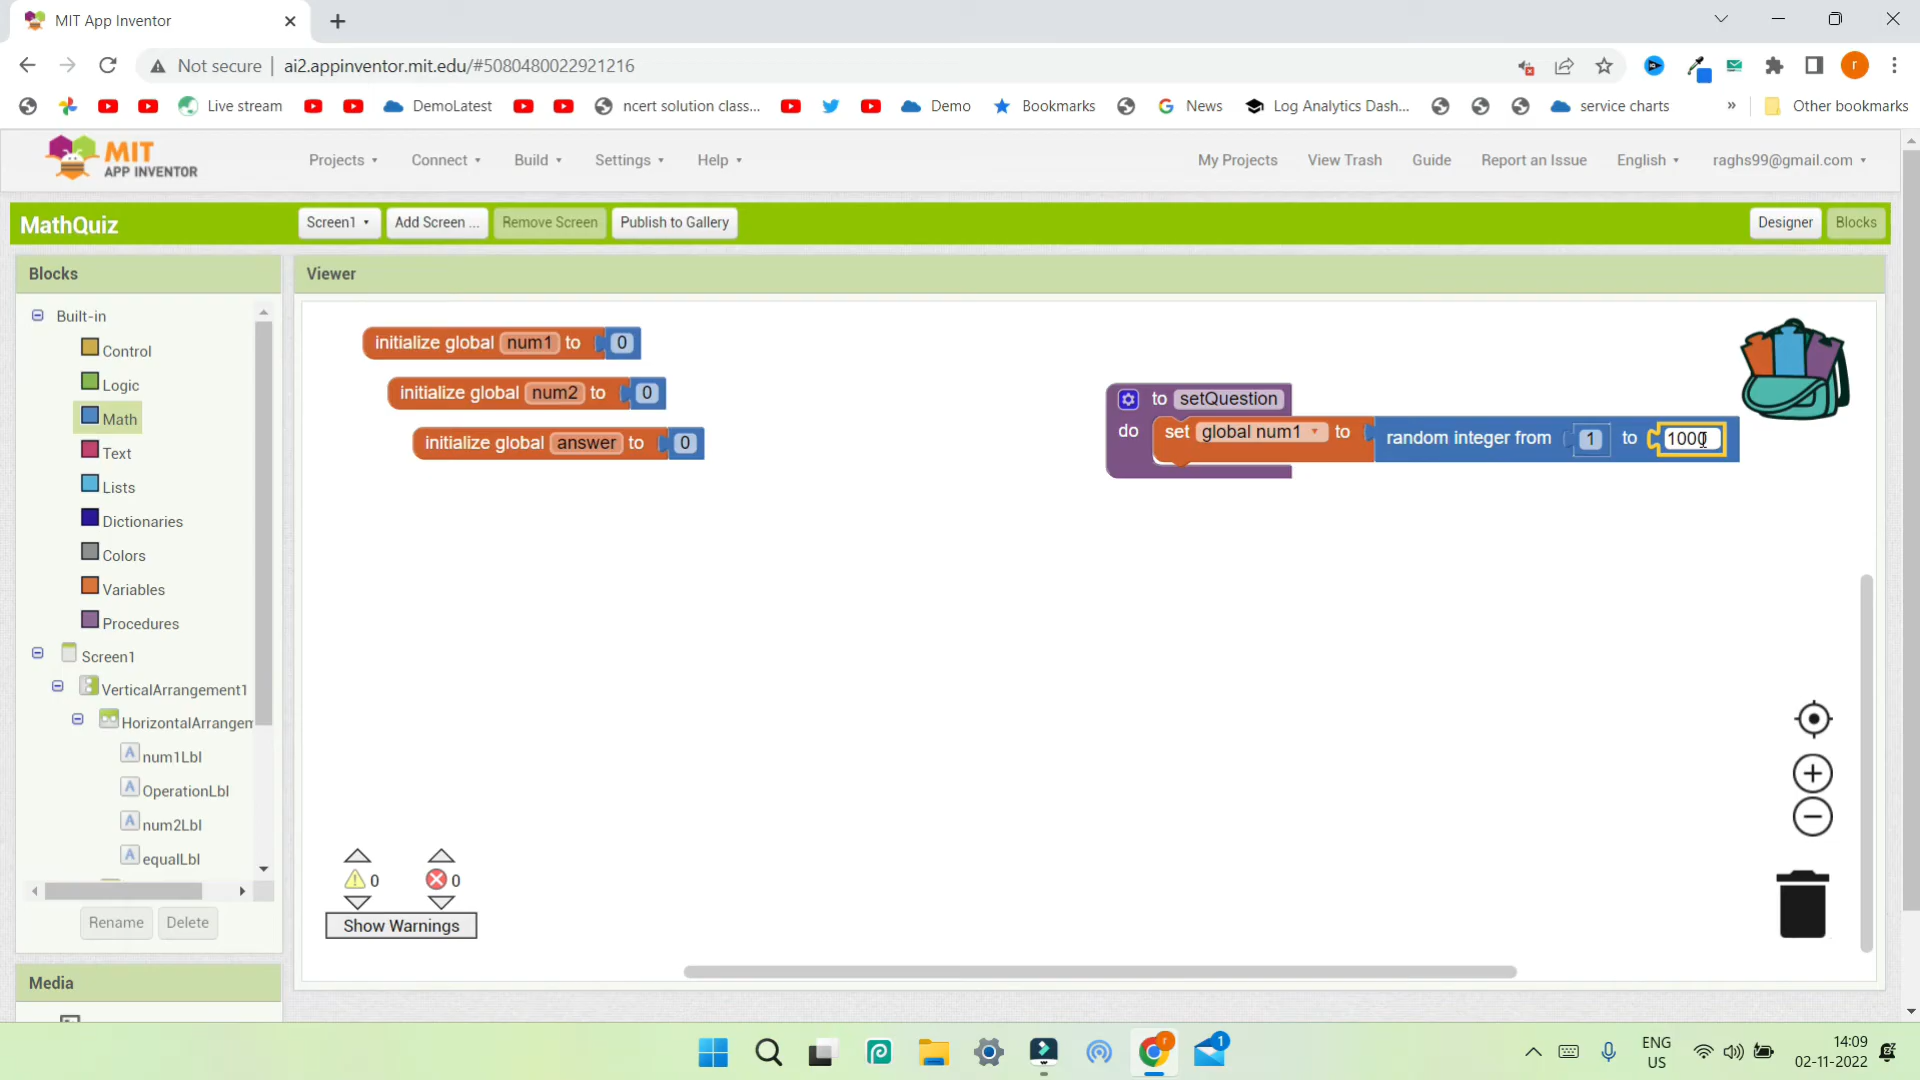 MIT App Inventor
Not secure
ai2.appinventor.mit.edu/#5080480022921216
r
Live stream
DemoLatest
ncert solution class...
Demo
Bookmarks
News
Log Analytics Dash...
service charts
»
Other bookmarks
MIT
APP INVENTOR
Projects
Connect
Build
Settings
Help
My Projects
View Trash
Guide
Report an Issue
English
raghs99@gmail.com
MathQuiz
Screen1
Add Screen ...
Remove Screen
Publish to Gallery
Designer
Blocks
Blocks
Viewer
Built-in
Control
Logic
Math
Text
Lists
Dictionaries
Colors
Variables
Procedures
Screen1
VerticalArrangement1
HorizontalArrangem
A num1Lbl
A OperationLbl
A num2Lbl
A equalLbl
Rename
Delete
Media
initialize global num1 to 0
initialize global num2 to 0
initialize global answer to 0
to setQuestion
do set global num1 to random integer from 1 to 1000
0
0
Show Warnings
r
1
ENG
US
14:09
02-11-2022